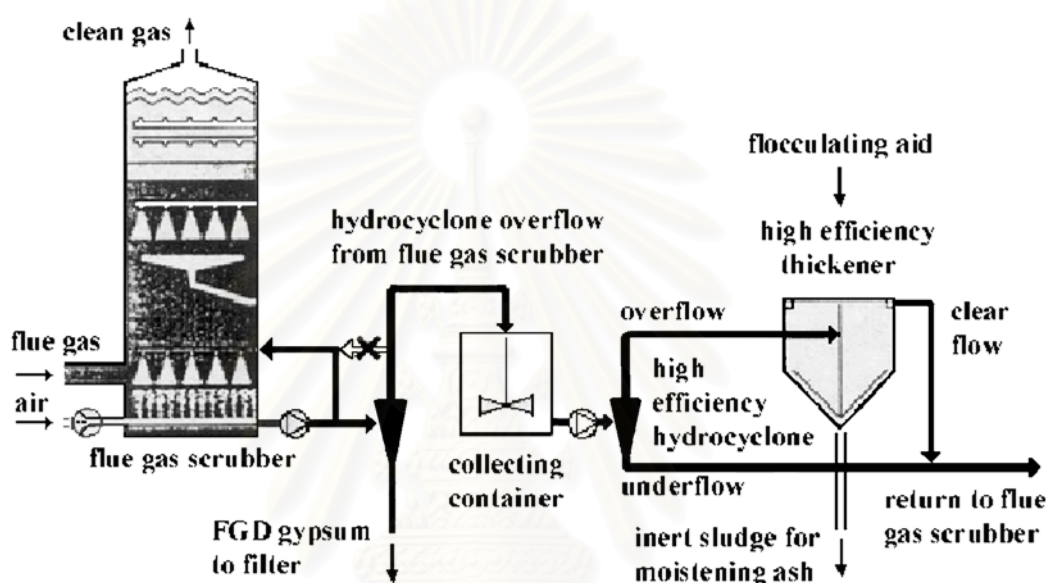 clean gas
flocculating aid
hydrocyclone overflow
from flue gas scrubber
high efficiency
thickener
overflow
clear
flow
flue gas
air
high
efficiency
hydrocyclone
flue gas scrubber
collecting
container
underflow
return to flue
gas scrubber
FGD gypsum
to filter
inert sludge for
moistening ash